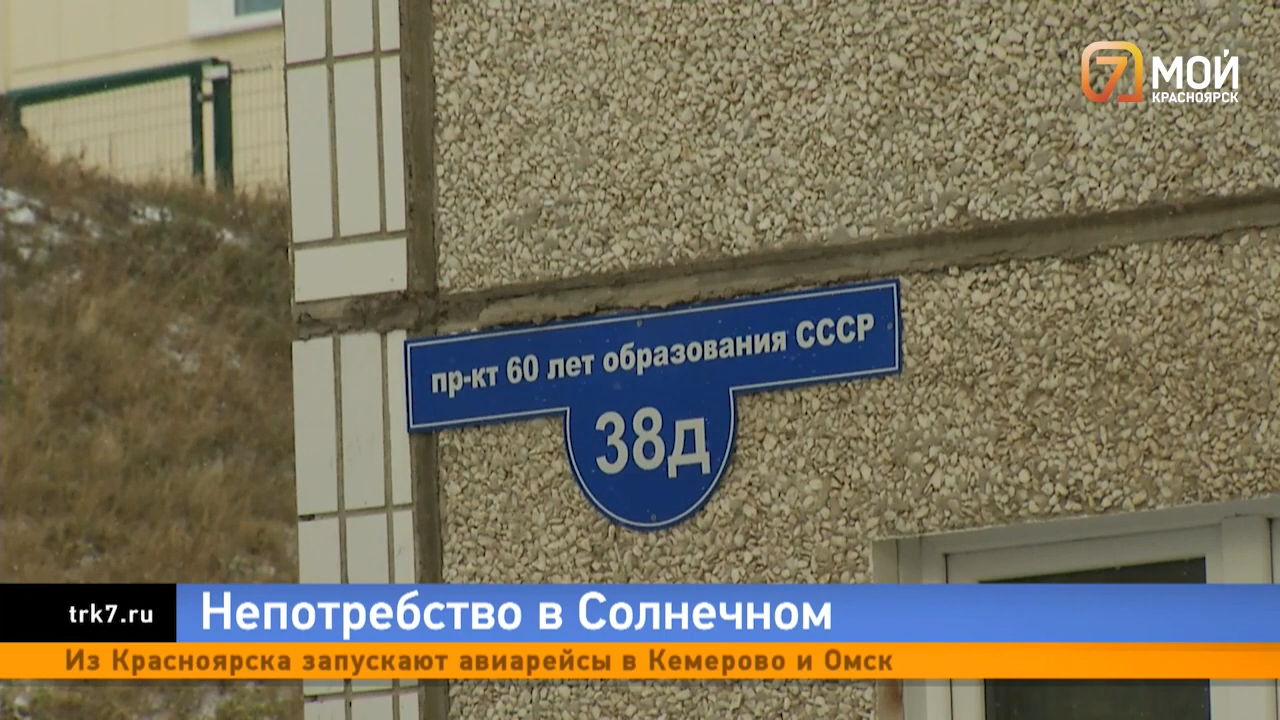 7 МОЙ
КРАСНОЯРСК
пр-кт 60 лет образования СССР
38д
trk7.ru
Непотребство в Солнечном
Из Красноярска запускают авиарейсы в Кемерово и Омск